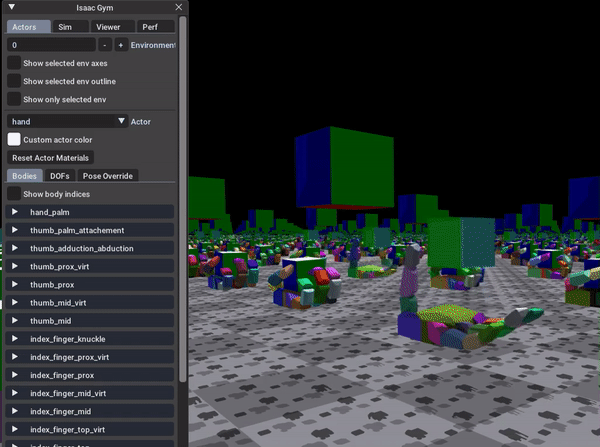 Isaac Gym
Actors Sim Viewer Perf
0 - + Environment
Show selected env axes
Show selected env outline
Show only selected env
hand Actor
Custom actor color
Reset Actor Materials
Bodies DOFs Pose Override
Show body indices
hand_palm
thumb_palm_attachement
thumb_adduction_abduction
thumb_prox_virt
thumb_prox
thumb_mid_virt
thumb_mid
index_finger_knuckle
index_finger_prox_virt
index_finger_prox
index_finger_mid_virt
index_finger_mid
index_finger_top_virt